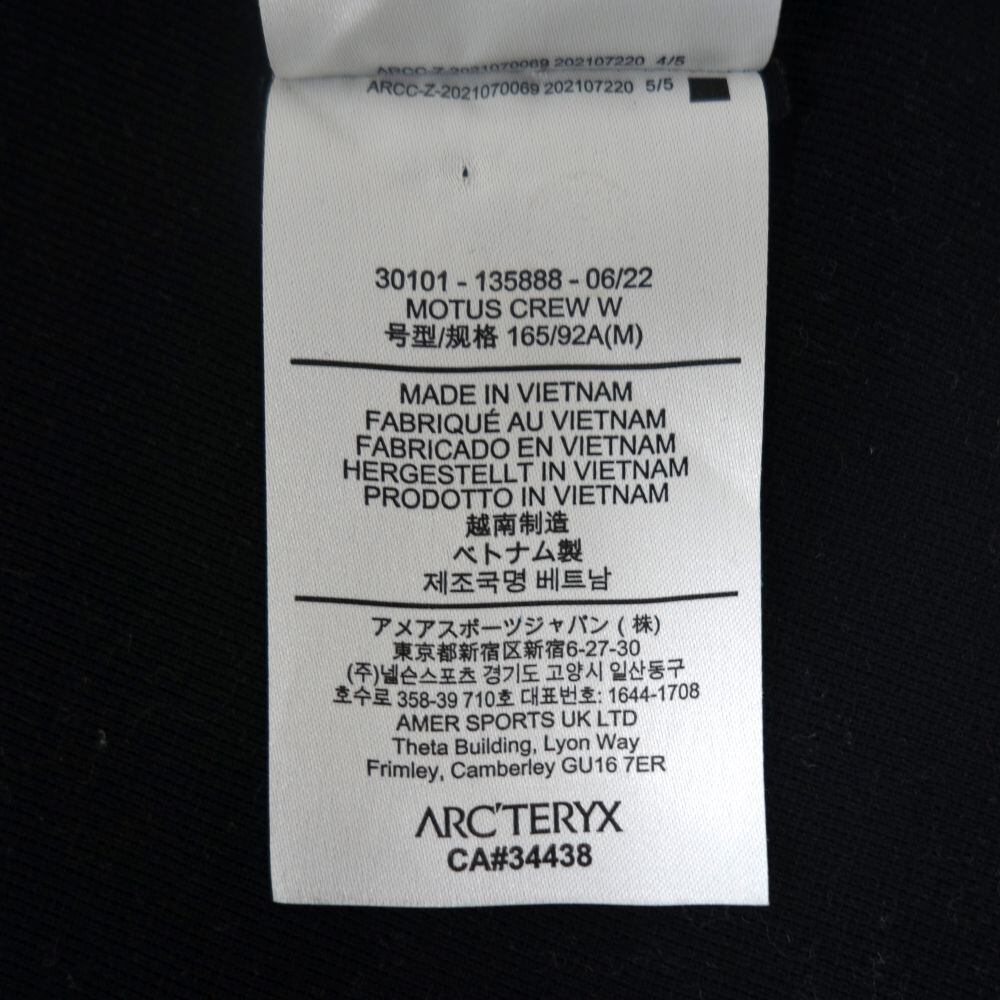 ARCC-Z-2021070069 202107220 4/5
ARCC-Z-2021070069 202107220 5/5
30101 - 135888 - 06/22
MOTUS CREW W
号型/规格 165/92A(M)
MADE IN VIETNAM
FABRIQUÉ AU VIETNAM
FABRICADO EN VIETNAM
HERGESTELLT IN VIETNAM
PRODOTTO IN VIETNAM
越南制造
ベトナム製
제조국명 베트남
アメアスポーツジャパン ( 株)
東京都新宿区新宿6-27-30
(주)넬슨스포츠 경기도 고양시 일산동구
호수로 358-39 710호 대표번호: 1644-1708
AMER SPORTS UK LTD
Theta Building, Lyon Way
Frimley, Camberley GU16 7ER
ARC'TERYX
CA#34438